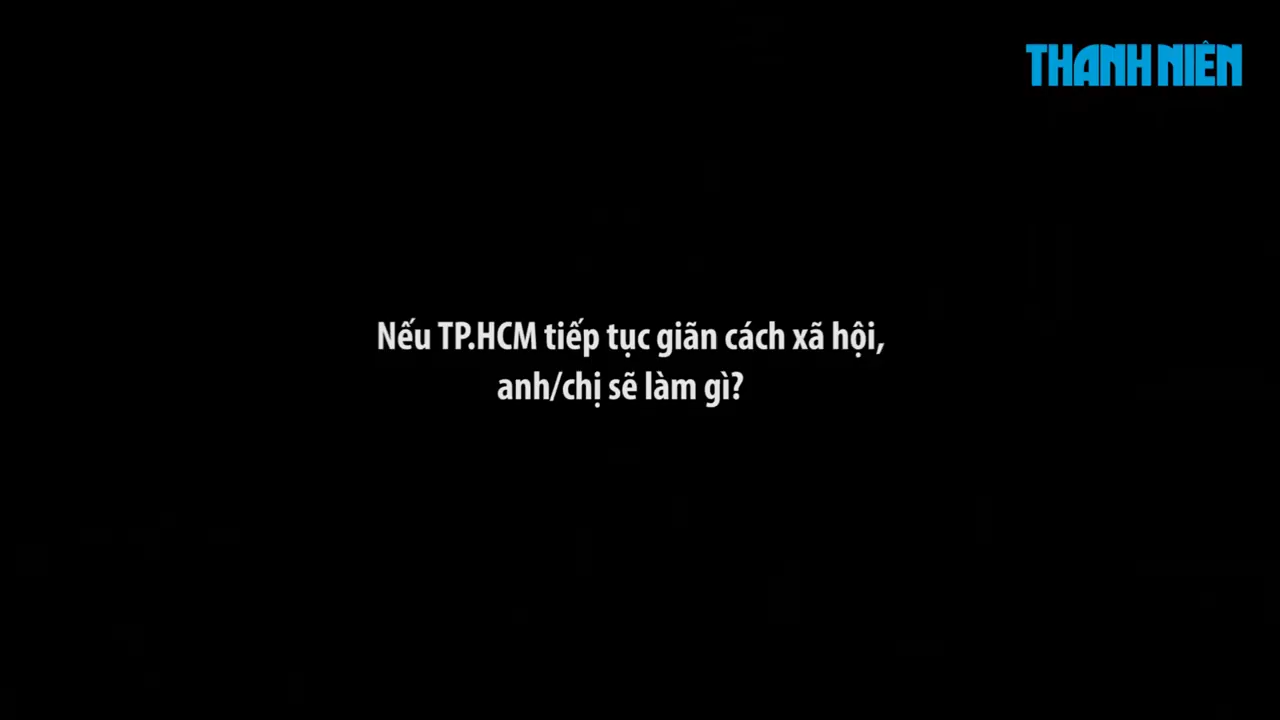 THANH NIÊN
Nếu TP.HCM tiếp tục giãn cách xã hội,
anh/chị sẽ làm gì?